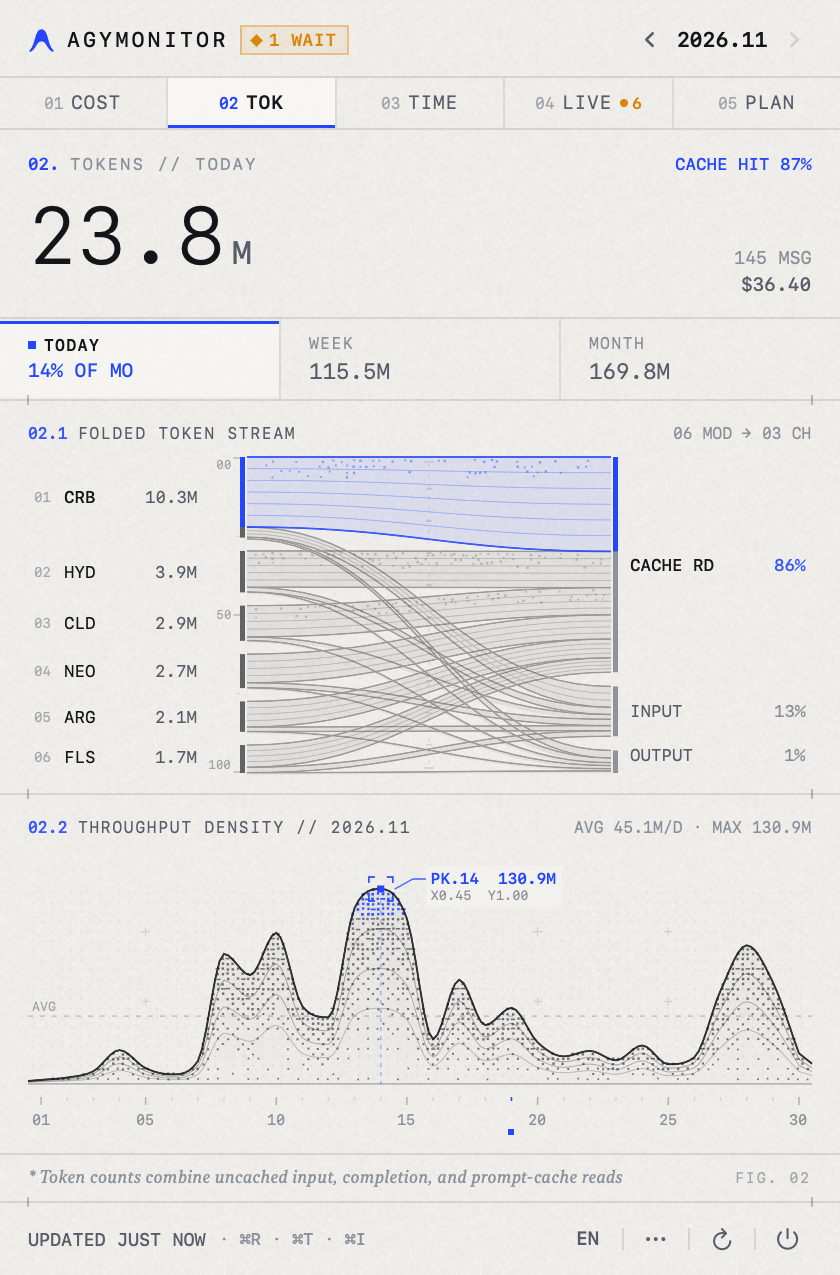 AGYMONITOR ◆ 1 WAIT < 2026.11 >
01 COST 02 TOK 03 TIME 04 LIVE ●6 05 PLAN
02. TOKENS // TODAY CACHE HIT 87%
23.8 M
145 MSG
$36.40
■ TODAY WEEK MONTH
14% OF MO 115.5M 169.8M
02.1 FOLDED TOKEN STREAM 06 MOD → 03 CH
00
01 CRB 10.3M
CACHE RD 86%
02 HYD 3.9M
50
03 CLD 2.9M
04 NEO 2.7M
INPUT 13%
05 ARG 2.1M
OUTPUT 1%
06 FLS 1.7M
100
02.2 THROUGHPUT DENSITY // 2026.11 AVG 45.1M/D · MAX 130.9M
PK.14 130.9M
X0.45 Y1.00
AVG
01 05 10 15 20 25 30
* Token counts combine uncached input, completion, and prompt-cache reads FIG. 02
UPDATED JUST NOW · ⌘R · ⌘T · ⌘I EN ···